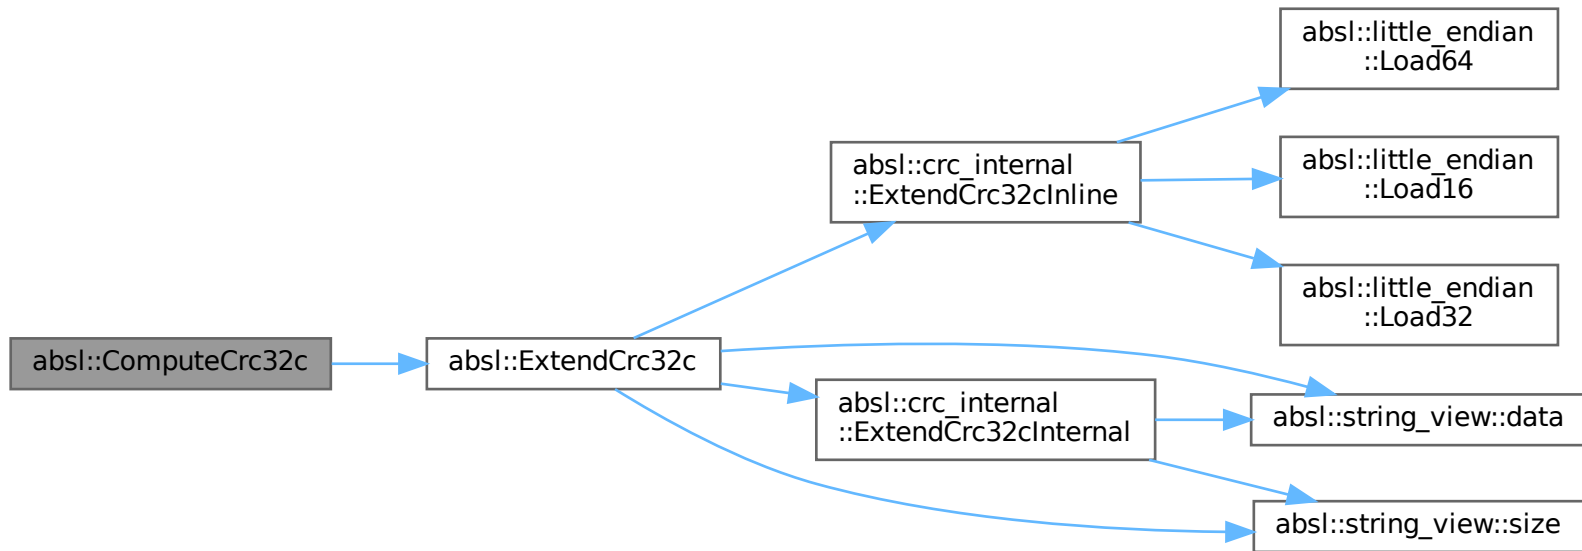 absl::ComputeCrc32c
absl::ExtendCrc32c
absl::crc_internal
::ExtendCrc32cInline
absl::little_endian
::Load64
absl::little_endian
::Load16
absl::little_endian
::Load32
absl::crc_internal
::ExtendCrc32cInternal
absl::string_view::data
absl::string_view::size